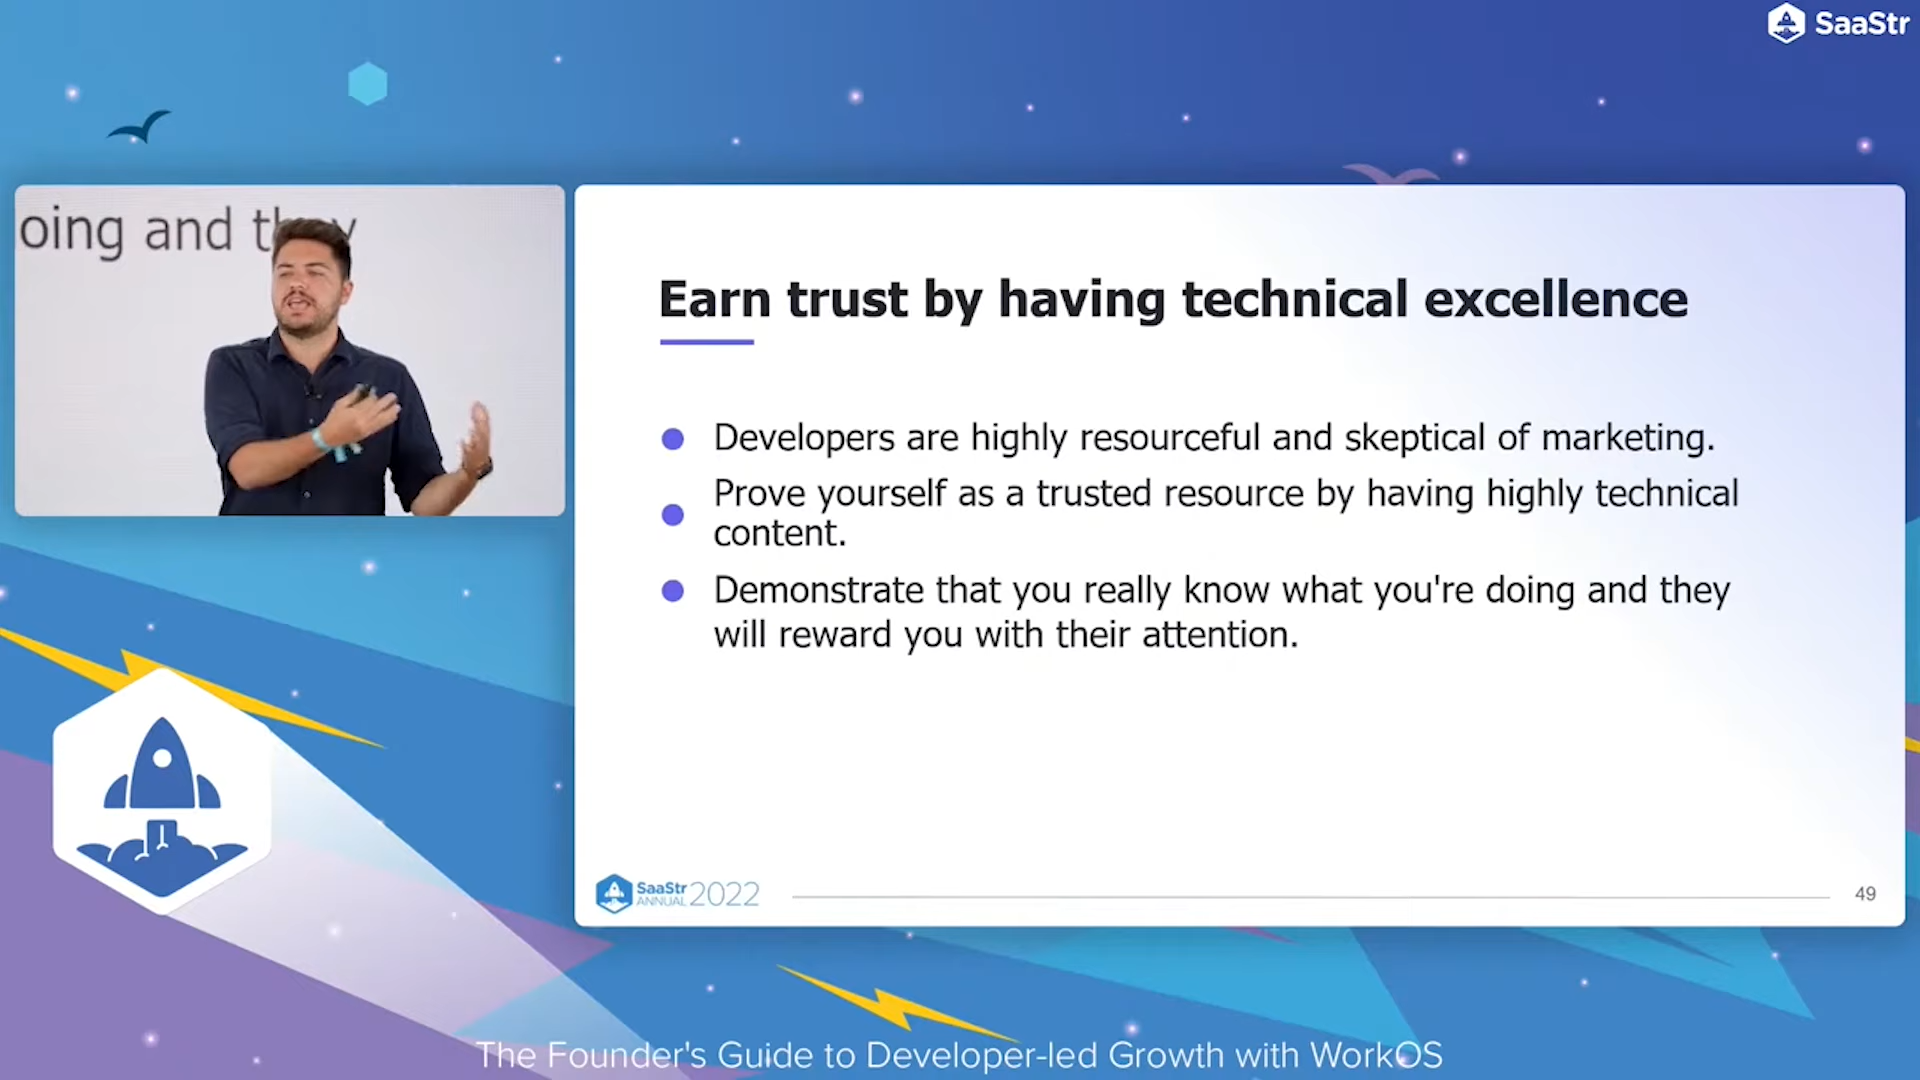 SaaStr
oing and they
Earn trust by having technical excellence
Developers are highly resourceful and skeptical of marketing.
Prove yourself as a trusted resource by having highly technical
content.
Demonstrate that you really know what you're doing and they
will reward you with their attention.
SaaStr
ANNUAL 2022
49
The Founder's Guide to Developer-led Growth with WorkOS